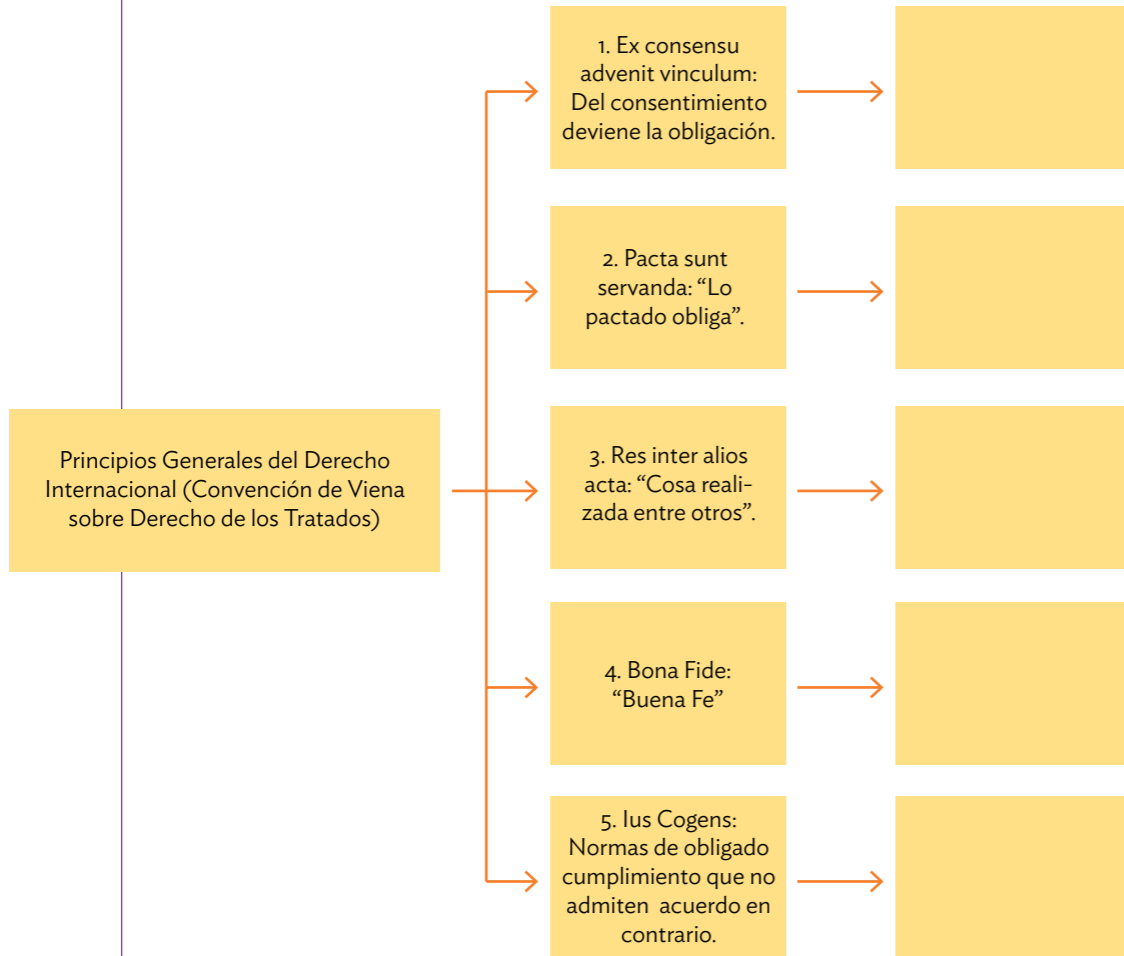 1. Ex consensu
advenit vinculum:
Del consentimiento
deviene la obligación.
2. Pacta sunt
servanda: “Lo
pactado obliga”.
Principios Generales del Derecho
Internacional (Convención de Viena
sobre Derecho de los Tratados)
3. Res inter alios
acta: “Cosa reali-
zada entre otros”.
4. Bona Fide:
“Buena Fe”
5. Ius Cogens:
Normas de obligado
cumplimiento que no
admiten acuerdo en
contrario.